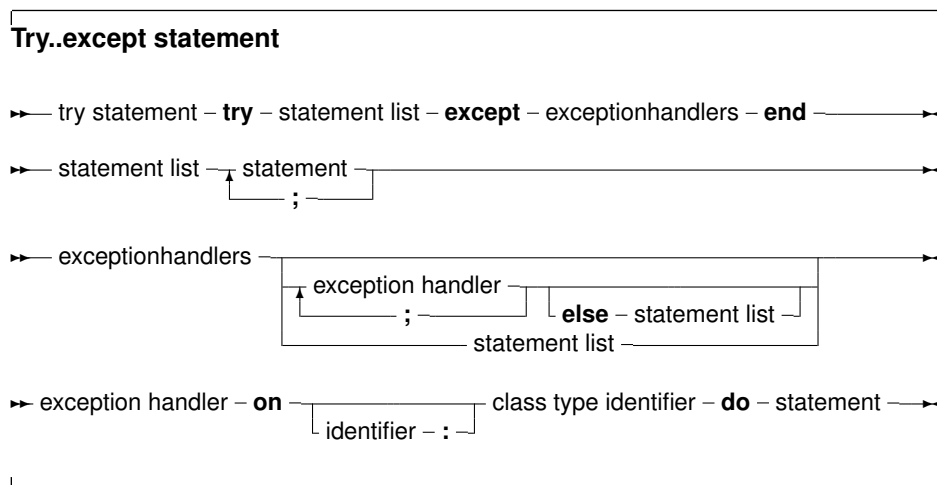 Try..except statement
try statement – try – statement list – except – exceptionhandlers – end
statement list statement
;
exceptionhandlers
exception handler
; else – statement list
statement list
exception handler – on class type identifier – do – statement
identifier – :